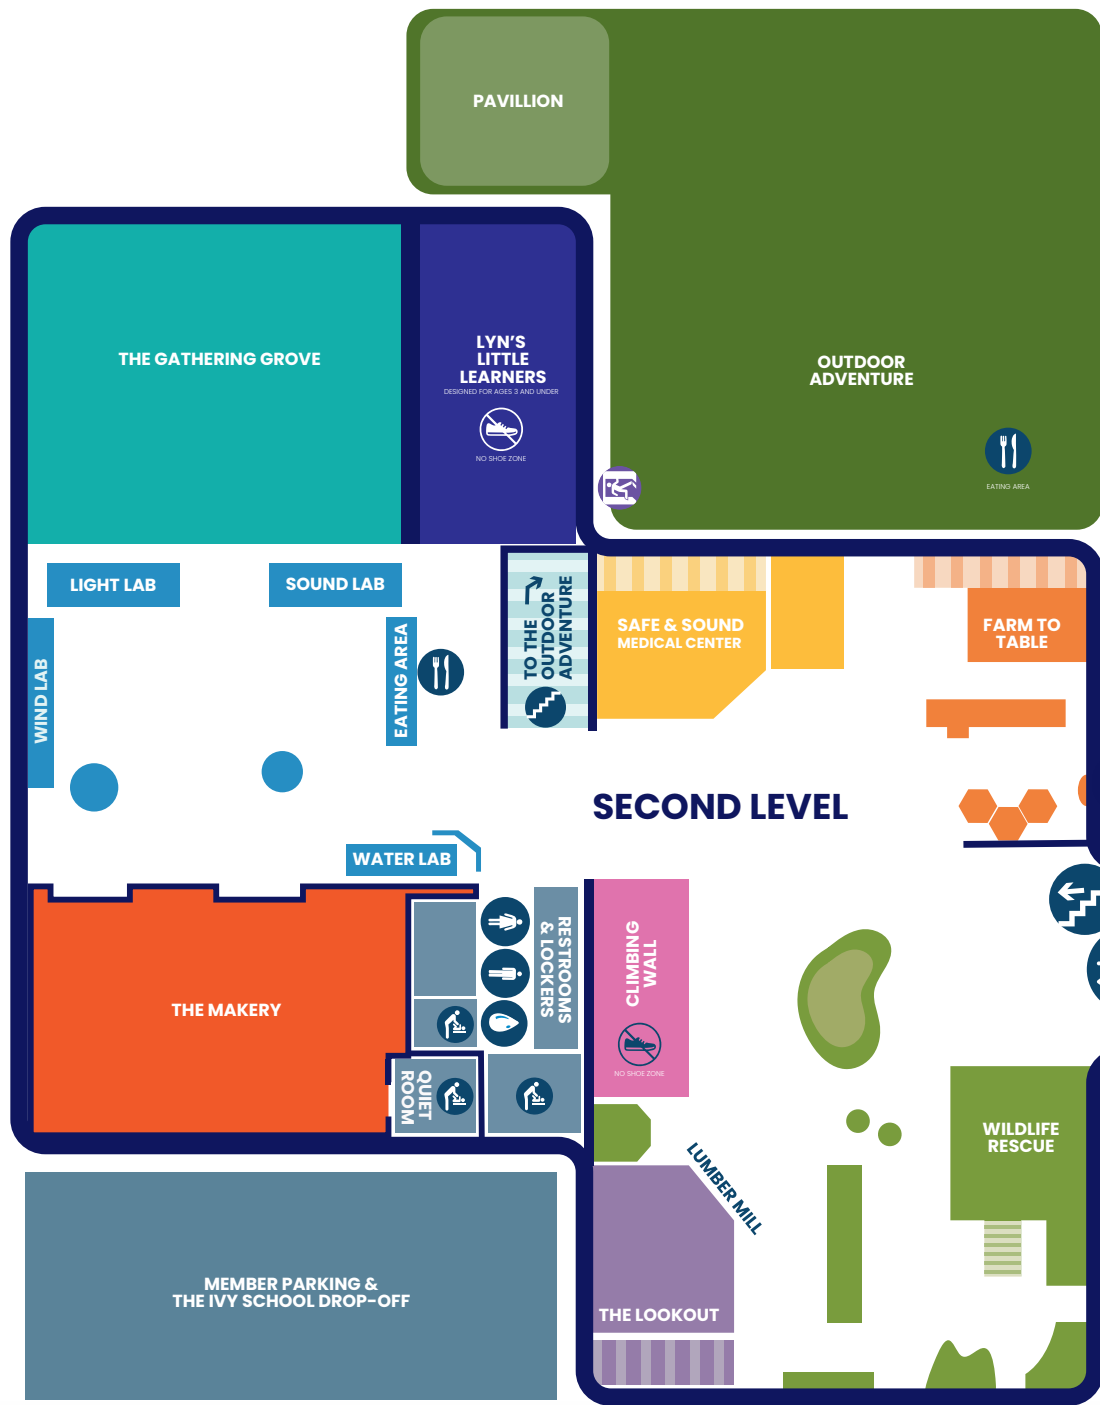 PAVILLION
THE GATHERING GROVE
LYN'S
LITTLE
LEARNERS
DESIGNED FOR AGES 3 AND UNDER
NO SHOE ZONE
OUTDOOR
ADVENTURE
EATING AREA
LIGHT LAB
SOUND LAB
WIND LAB
EATING AREA
TO THE
OUTDOOR
ADVENTURE
SAFE & SOUND
MEDICAL CENTER
FARM TO
TABLE
SECOND LEVEL
WATER LAB
THE MAKERY
RESTROOMS
& LOCKERS
QUIET
ROOM
CLIMBING
WALL
NO SHOE ZONE
LUMBER MILL
WILDLIFE
RESCUE
THE LOOKOUT
MEMBER PARKING &
THE IVY SCHOOL DROP-OFF